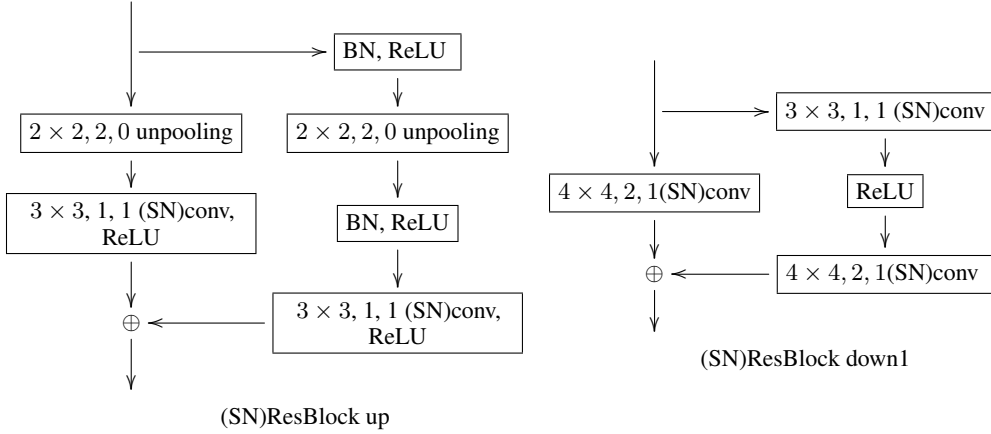 BN, ReLU
2 × 2, 2, 0 unpooling
2 × 2, 2, 0 unpooling
3 × 3, 1, 1 (SN)conv,
ReLU
BN, ReLU
3 × 3, 1, 1 (SN)conv,
ReLU
⊕
(SN)ResBlock up
3 × 3, 1, 1 (SN)conv
4 × 4, 2, 1(SN)conv
ReLU
4 × 4, 2, 1(SN)conv
⊕
(SN)ResBlock down1